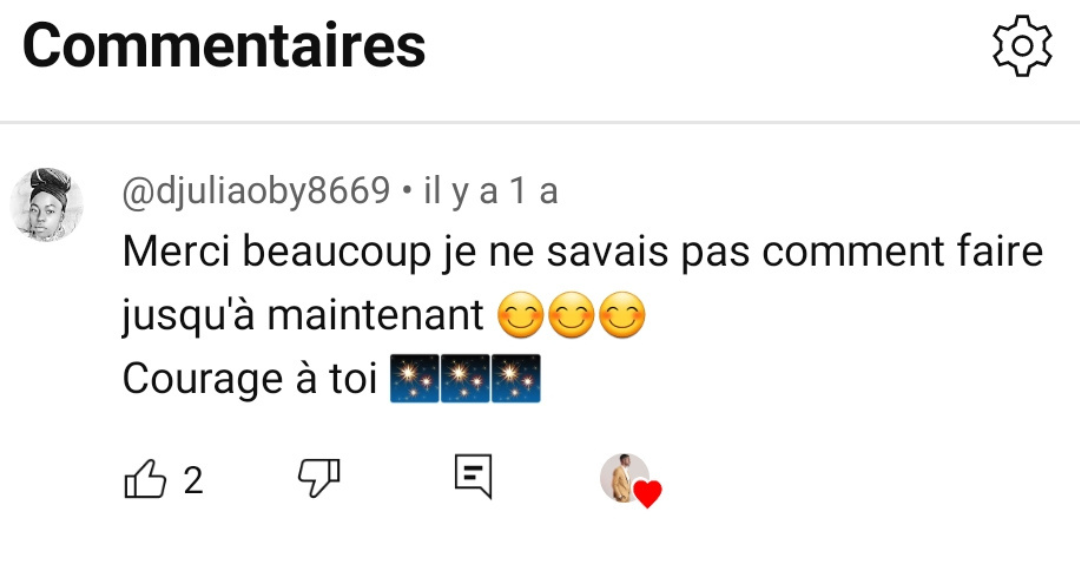 Commentaires
@djuliaoby8669 • il y a 1 a
Merci beaucoup je ne savais pas comment faire
jusqu'à maintenant 😊😊😊
Courage à toi 🎇🎇🎇
2